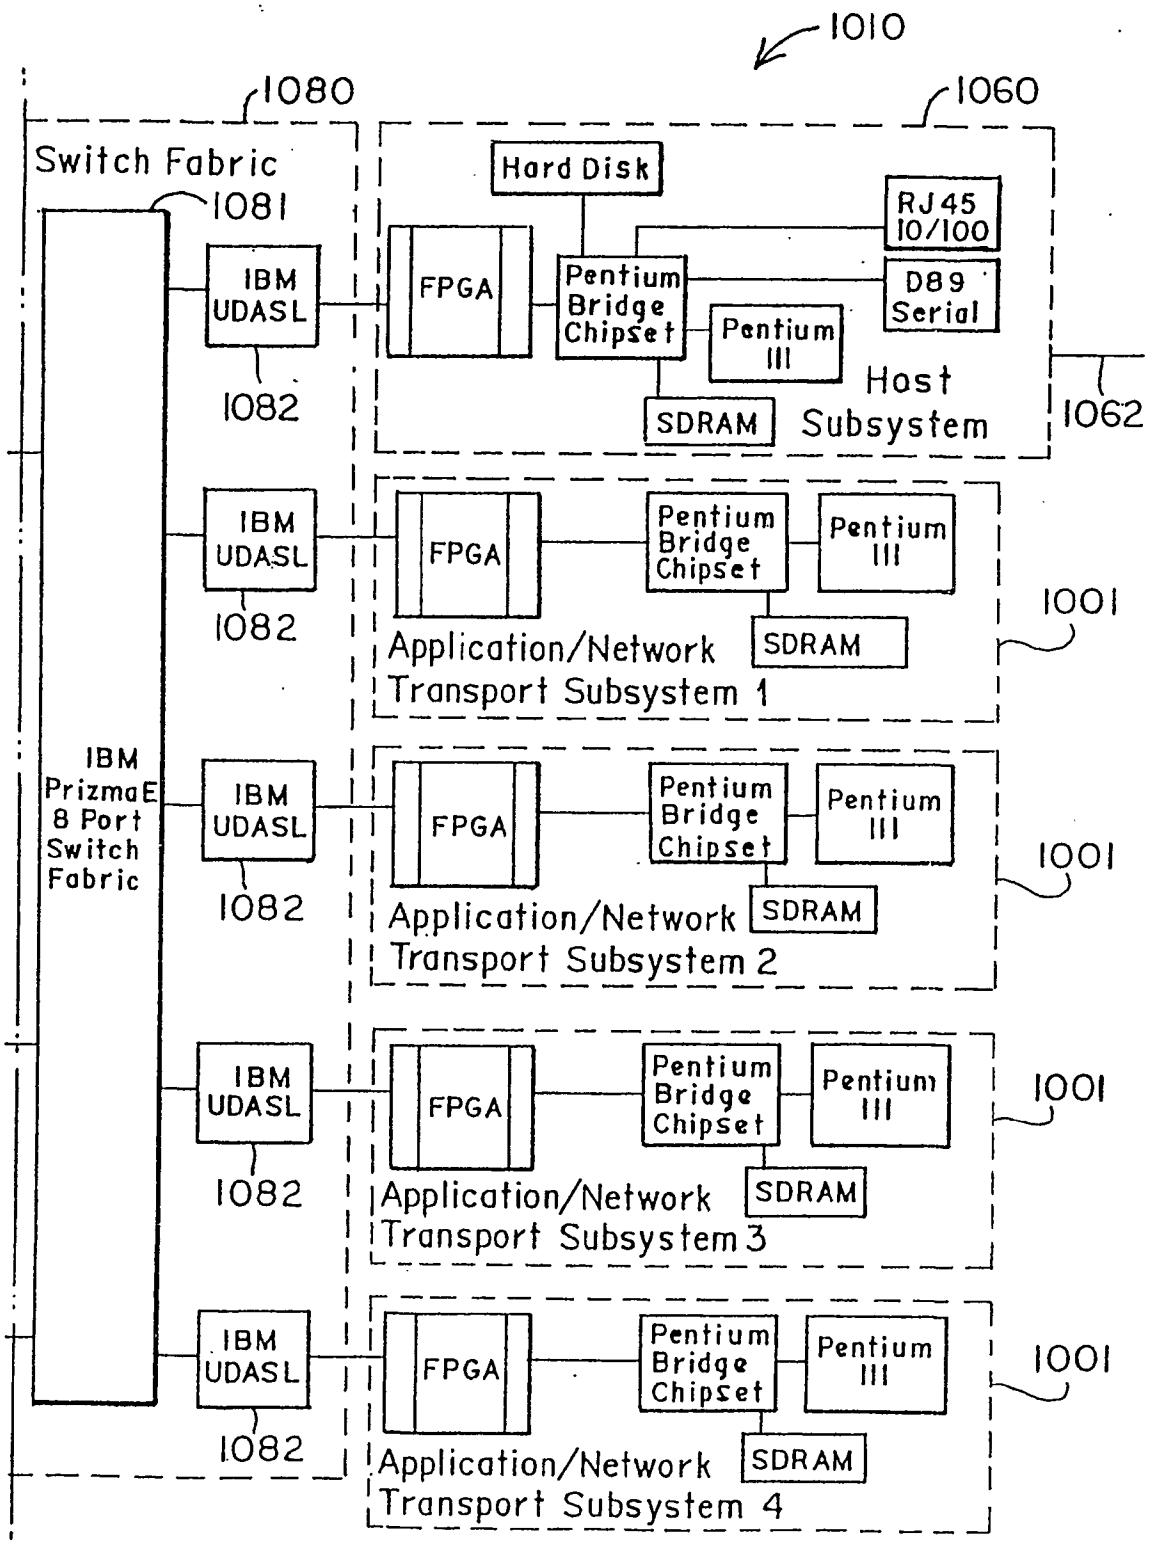 1010
1080
1060
Switch Fabric
1081
Hard Disk
RJ45
10/100
IBM
UDASL
FPGA
Pentium
Bridge
Chipset
D89
Serial
Pentium
III
1082
SDRAM
Host
Subsystem
1062
IBM
UDASL
1082
FPGA
Pentium
Bridge
Chipset
Pentium
III
SDRAM
1001
Application/Network
Transport Subsystem 1
IBM
PrizmaE
8 Port
Switch
Fabric
IBM
UDASL
1082
FPGA
Pentium
Bridge
Chipset
Pentium
III
SDRAM
1001
Application/Network
Transport Subsystem 2
IBM
UDASL
1082
FPGA
Pentium
Bridge
Chipset
Pentium
III
SDRAM
1001
Application/Network
Transport Subsystem 3
IBM
UDASL
1082
FPGA
Pentium
Bridge
Chipset
Pentium
III
SDRAM
1001
Application/Network
Transport Subsystem 4